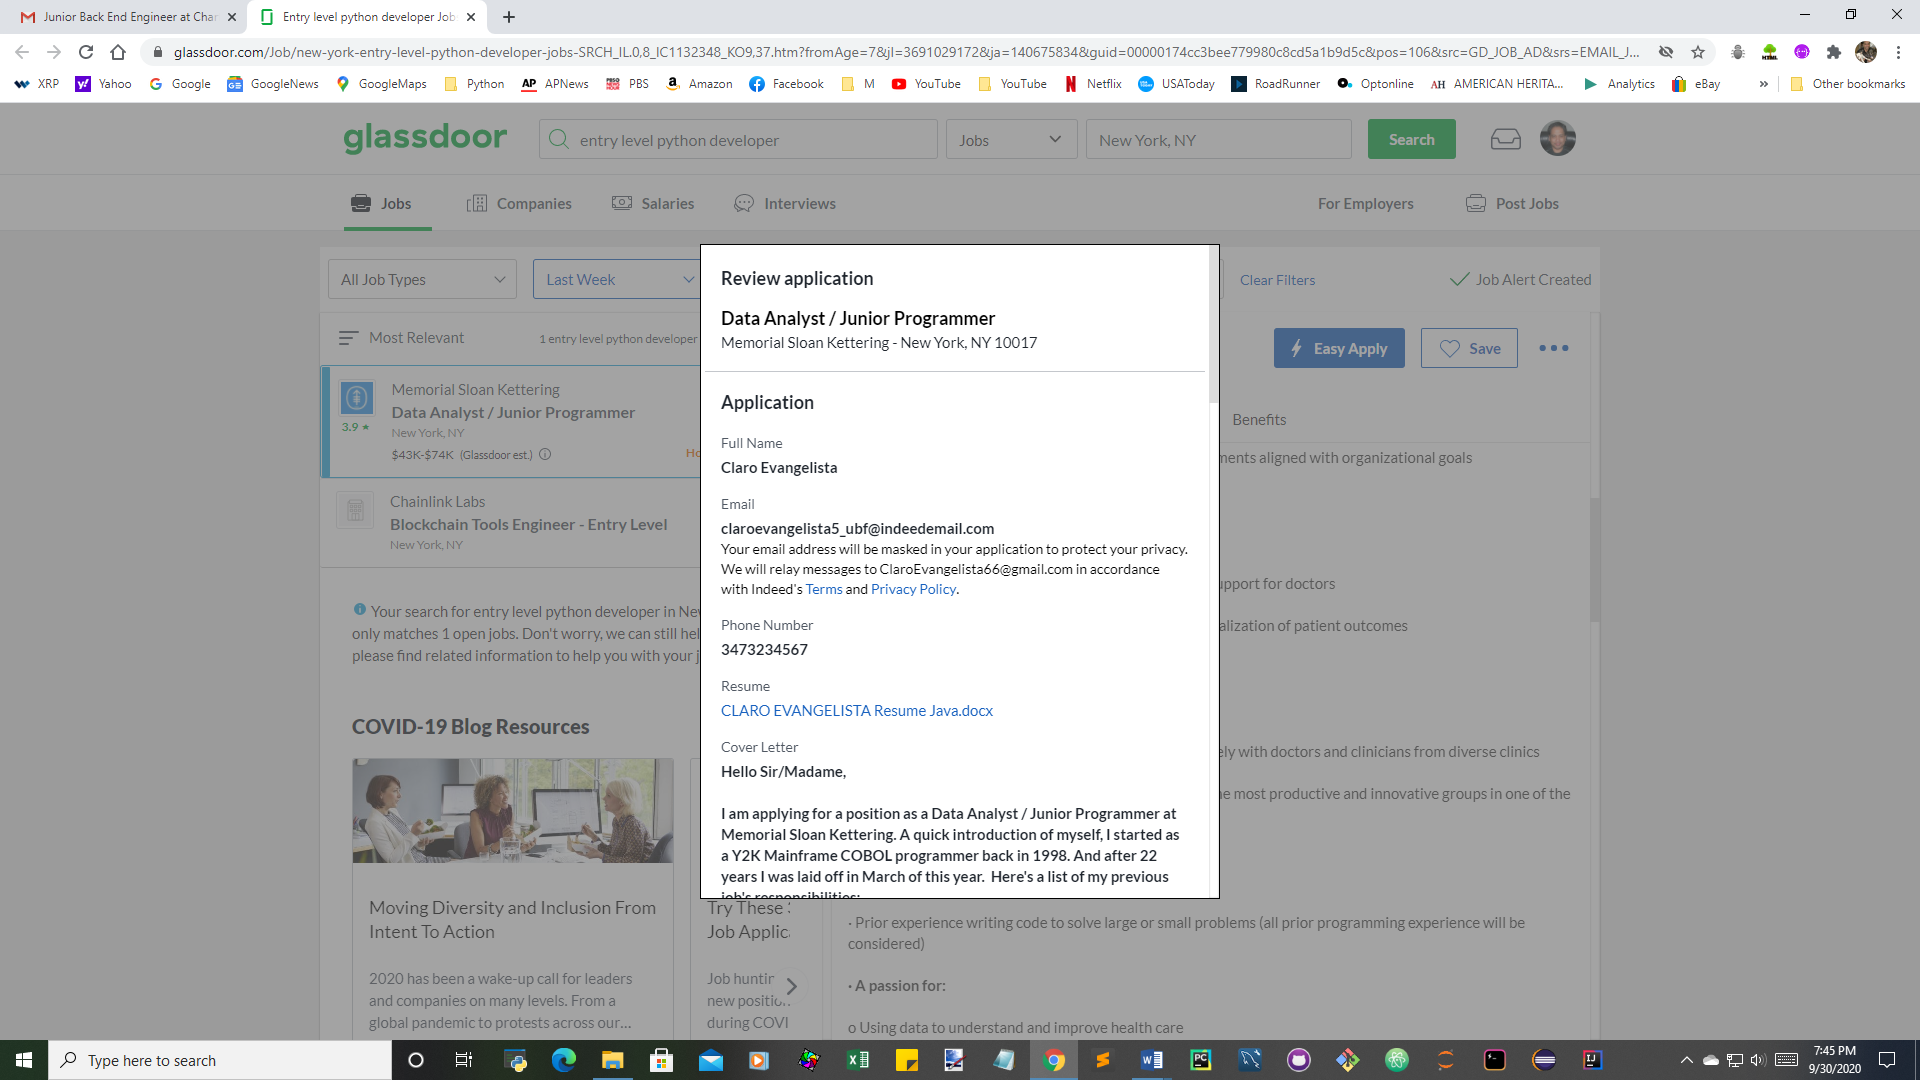 Junior Back End Engineer at Char
Entry level python developer Job
glassdoor.com/Job/new-york-entry-level-python-developer-jobs-SRCH_IL.0,8_IC1132348_KO9,37.htm?fromAge=7&jl=3691029172&ja=140675834&guid=00000174cc3bee779980c8cd5a1b9d5c&pos=106&src=GD_JOB_AD&srs=EMAIL_J...
XRP Yahoo Google GoogleNews GoogleMaps Python APNews PBS Amazon Facebook M YouTube YouTube Netflix USAToday RoadRunner Optonline AMERICAN HERITA... Analytics eBay » Other bookmarks
glassdoor
entry level python developer
Jobs
New York, NY
Search
Jobs Companies Salaries Interviews For Employers Post Jobs
All Job Types
Last Week
Clear Filters
Job Alert Created
Most Relevant
1 entry level python developer
Easy Apply
Save
Memorial Sloan Kettering
Data Analyst / Junior Programmer
3.9 ★
New York, NY
$43K-$74K (Glassdoor est.)
Ho
Chainlink Labs
Blockchain Tools Engineer - Entry Level
New York, NY
Your search for entry level python developer in Nev
only matches 1 open jobs. Don't worry, we can still hel
please find related information to help you with your j
COVID-19 Blog Resources
Moving Diversity and Inclusion From
Intent To Action
2020 has been a wake-up call for leaders
and companies on many levels. From a
global pandemic to protests across our...
Try These
Job Applic
Job huntin
new position
during COVI
Review application
Data Analyst / Junior Programmer
Memorial Sloan Kettering - New York, NY 10017
Application
Full Name
Claro Evangelista
Email
claroevangelista5_ubf@indeedemail.com
Your email address will be masked in your application to protect your privacy.
We will relay messages to ClaroEvangelista66@gmail.com in accordance
with Indeed's Terms and Privacy Policy.
Phone Number
3473234567
Resume
CLARO EVANGELISTA Resume Java.docx
Cover Letter
Hello Sir/Madame,
I am applying for a position as a Data Analyst / Junior Programmer at
Memorial Sloan Kettering. A quick introduction of myself, I started as
a Y2K Mainframe COBOL programmer back in 1998. And after 22
years I was laid off in March of this year. Here's a list of my previous
job's responsibilities:
Benefits
ments aligned with organizational goals
upport for doctors
alization of patient outcomes
ely with doctors and clinicians from diverse clinics
he most productive and innovative groups in one of the
· Prior experience writing code to solve large or small problems (all prior programming experience will be
considered)
· A passion for:
o Using data to understand and improve health care
Type here to search
7:45 PM
9/30/2020